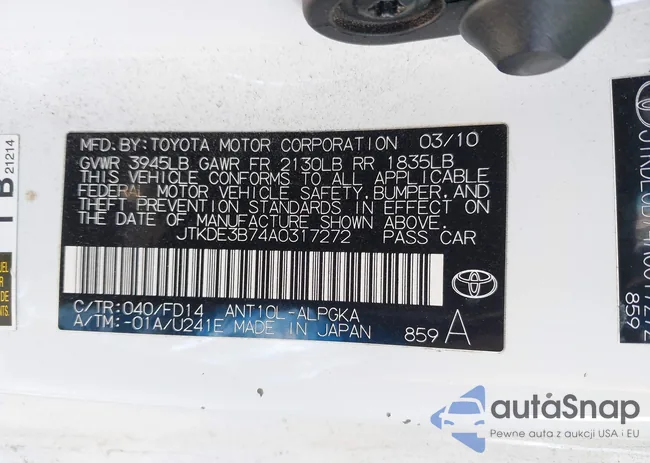 MFD.BY:TOYOTA MOTOR CORPORATION 03/10
GVWR 3945LB GAWR FR 2130LB RR 1835LB
THIS VEHICLE CONFORMS TO ALL APPLICABLE
FEDERAL MOTOR VEHICLE SAFETY,BUMPER,AND
THEFT PREVENTION STANDARDS IN EFFECT ON
THE DATE OF MANUFACTURE SHOWN ABOVE.
JTKDE3B74A0317272 PASS CAR
C/TR:040/FD14 ANT10L-ALPGKA
A/TM:-01A/U241E MADE IN JAPAN 859 A
21214
859
autoSnap
Pewne auta z aukcji USA i EU